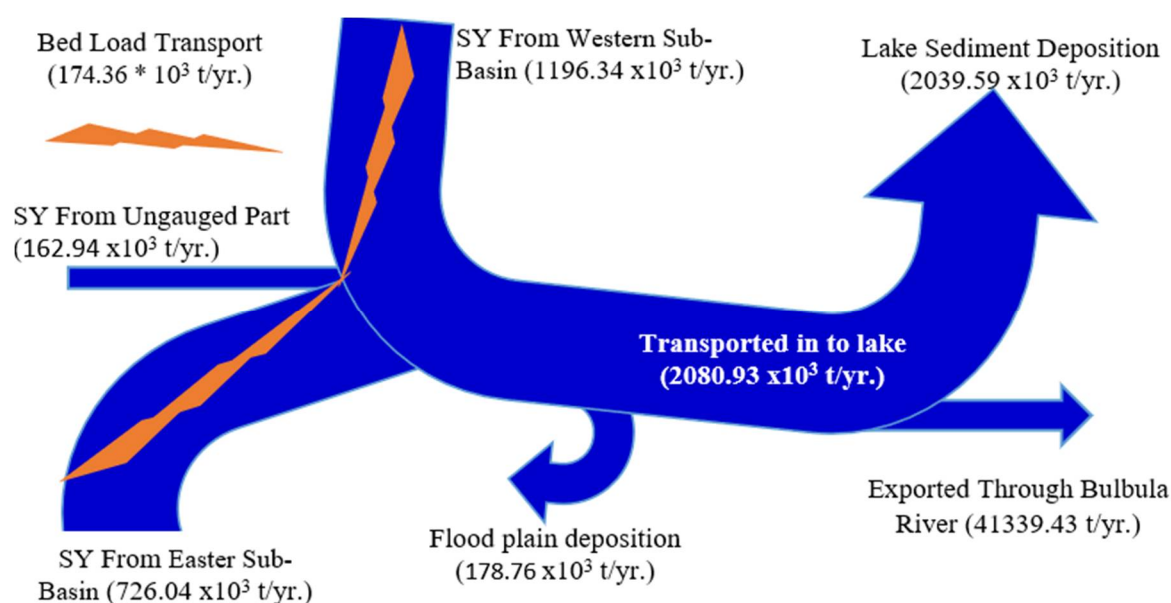 Bed Load Transport
(174.36 * 10³ t/yr.)
SY From Western Sub-
Basin (1196.34 x10³ t/yr.)
Lake Sediment Deposition
(2039.59 x10³ t/yr.)
SY From Ungauged Part
(162.94 x10³ t/yr.)
Transported in to lake
(2080.93 x10³ t/yr.)
Exported Through Bulbula
River (41339.43 t/yr.)
Flood plain deposition
(178.76 x10³ t/yr.)
SY From Easter Sub-
Basin (726.04 x10³ t/yr.)